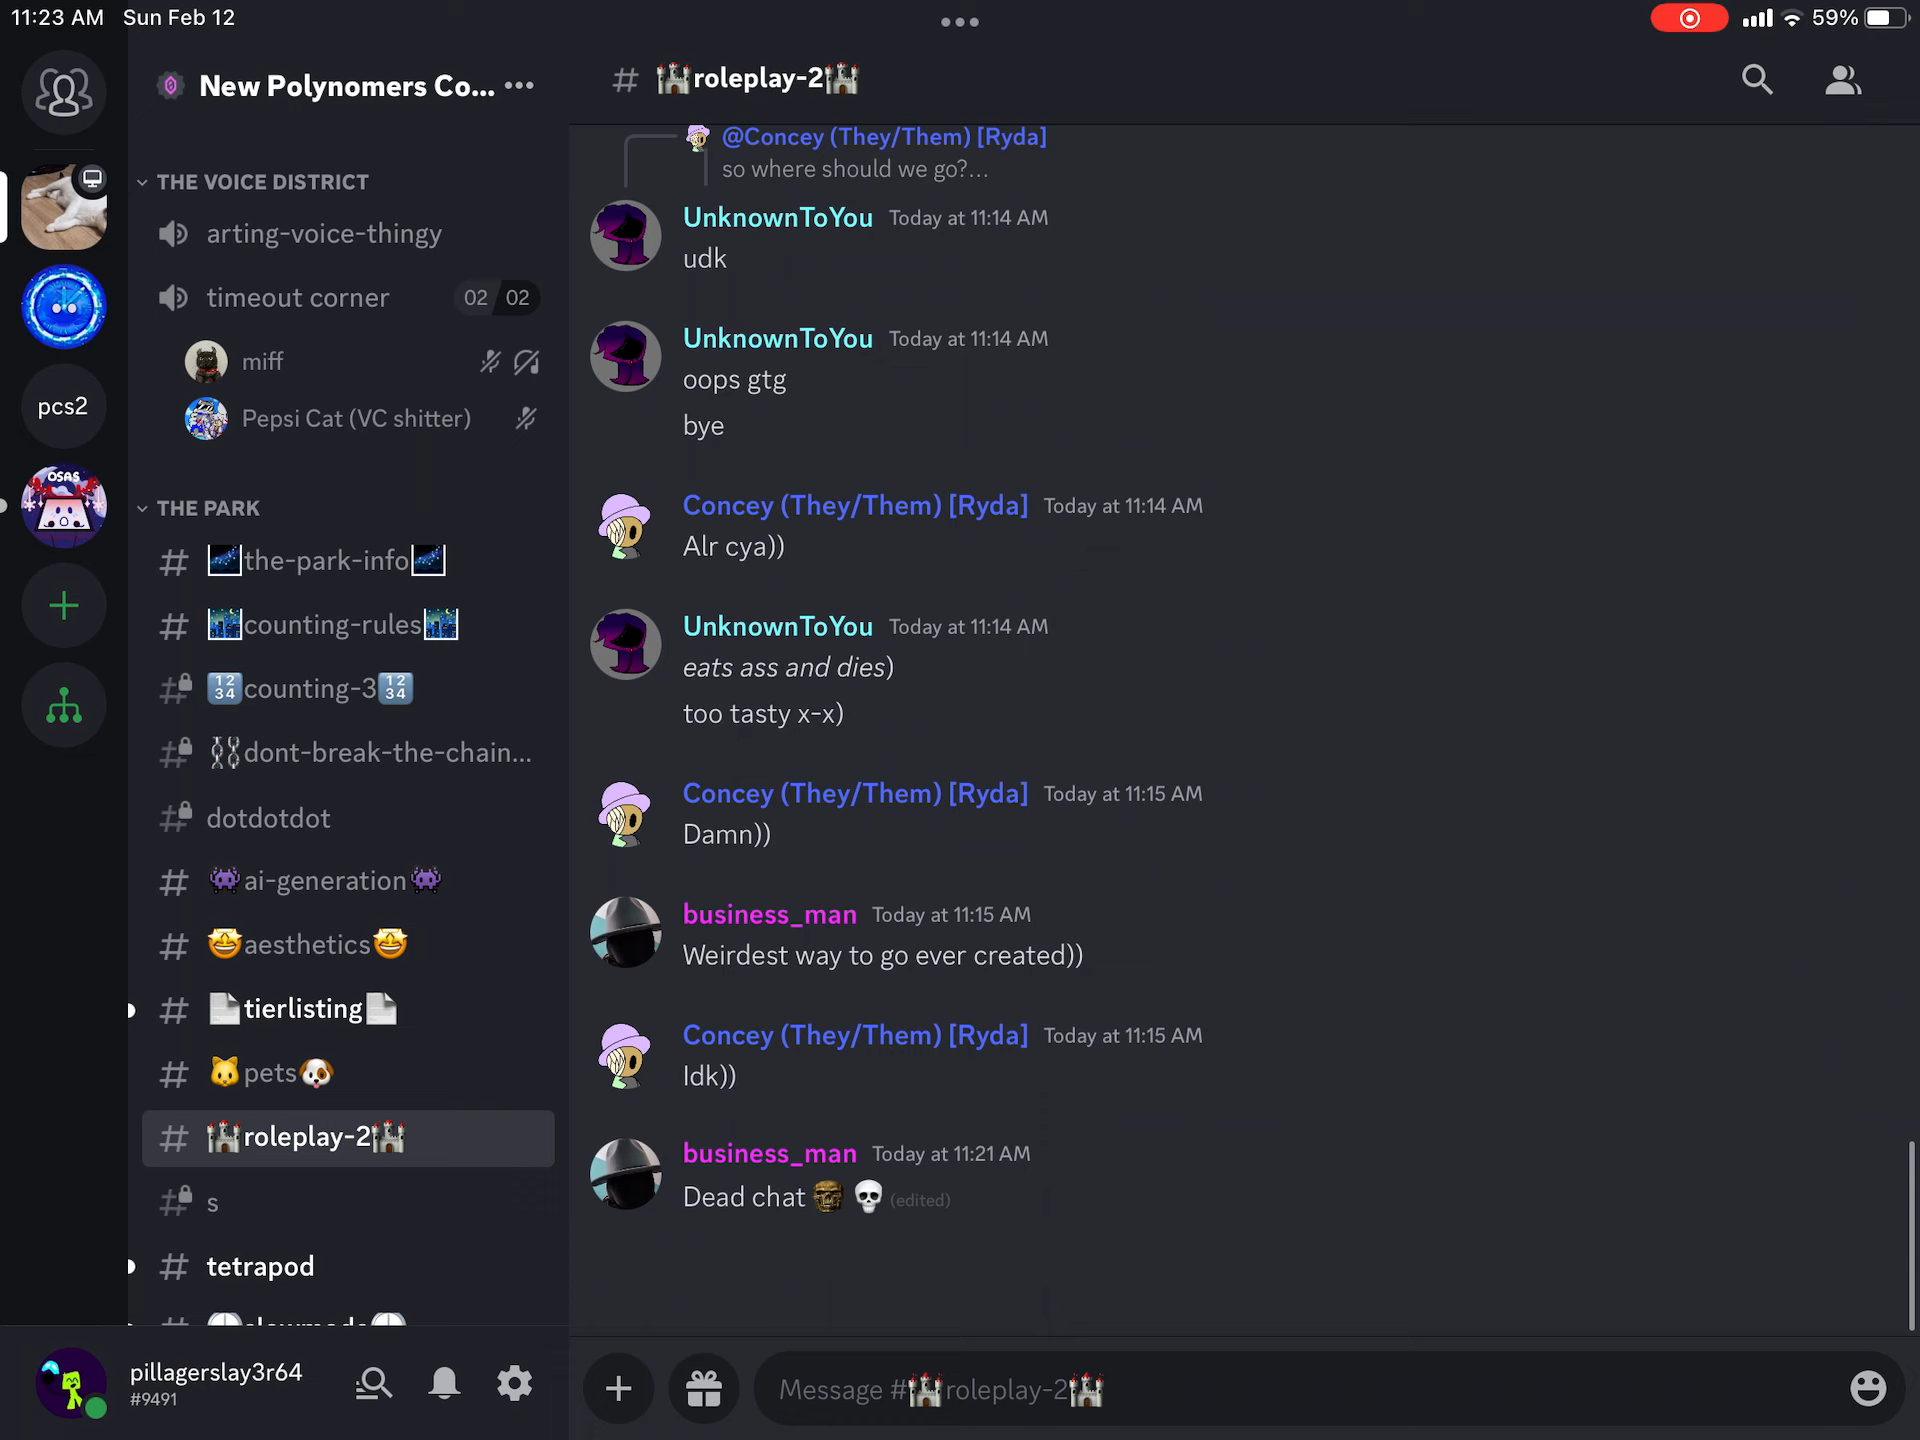 11:23 AM Sun Feb 12
59%
New Polynomers Co...
THE VOICE DISTRICT
arting-voice-thingy
timeout corner 02 02
miff
Pepsi Cat (VC shitter)
pcs2
OSAS
THE PARK
the-park-info
counting-rules
counting-3
dont-break-the-chain...
dotdotdot
ai-generation
aesthetics
tierlisting
pets
roleplay-2
s
tetrapod
pillagerslay3r64
#9491
# roleplay-2
@Concey (They/Them) [Ryda]
so where should we go?...
UnknownToYou Today at 11:14 AM
udk
UnknownToYou Today at 11:14 AM
oops gtg
bye
Concey (They/Them) [Ryda] Today at 11:14 AM
Alr cya))
UnknownToYou Today at 11:14 AM
eats ass and dies)
too tasty x-x)
Concey (They/Them) [Ryda] Today at 11:15 AM
Damn))
business_man Today at 11:15 AM
Weirdest way to go ever created))
Concey (They/Them) [Ryda] Today at 11:15 AM
Idk))
business_man Today at 11:21 AM
Dead chat (edited)
Message #roleplay-2